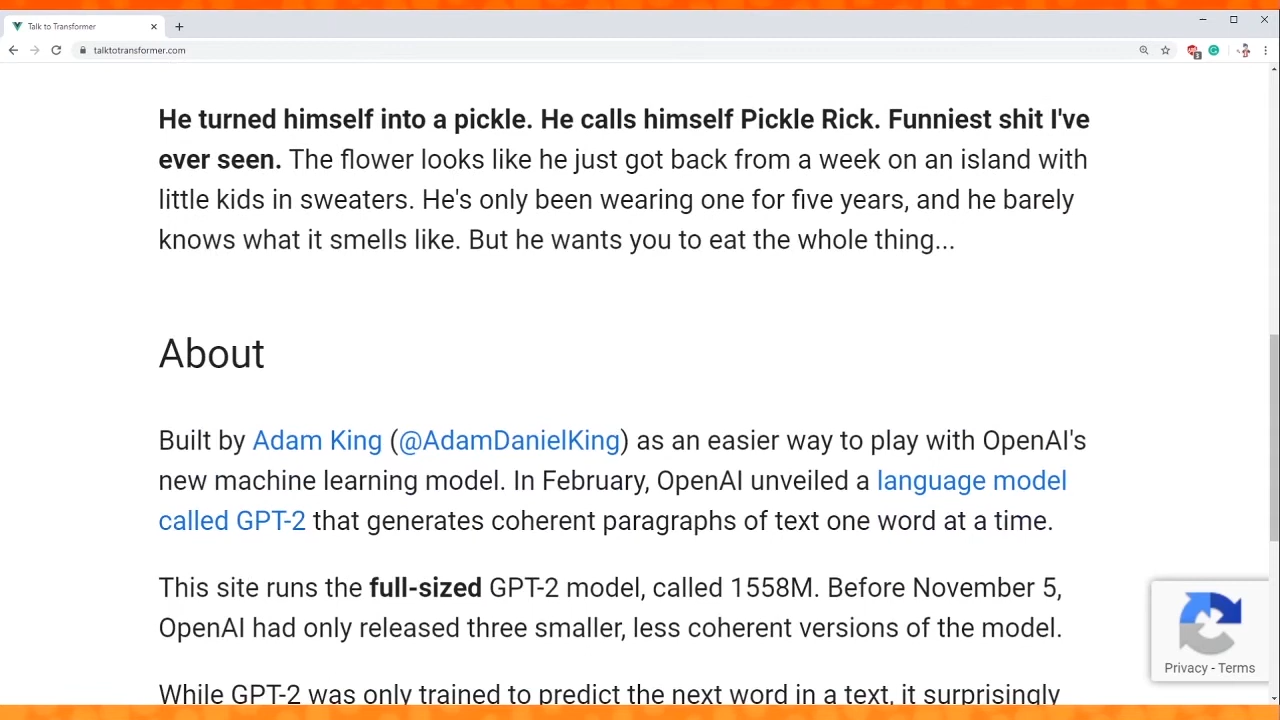 Talk to Transformer
talktotransformer.com
He turned himself into a pickle. He calls himself Pickle Rick. Funniest shit I've
ever seen. The flower looks like he just got back from a week on an island with
little kids in sweaters. He's only been wearing one for five years, and he barely
knows what it smells like. But he wants you to eat the whole thing...
About
Built by Adam King (@AdamDanielKing) as an easier way to play with OpenAI's
new machine learning model. In February, OpenAI unveiled a language model
called GPT-2 that generates coherent paragraphs of text one word at a time.
This site runs the full-sized GPT-2 model, called 1558M. Before November 5,
OpenAI had only released three smaller, less coherent versions of the model.
Privacy - Terms
While GPT-2 was only trained to predict the next word in a text, it surprisingly